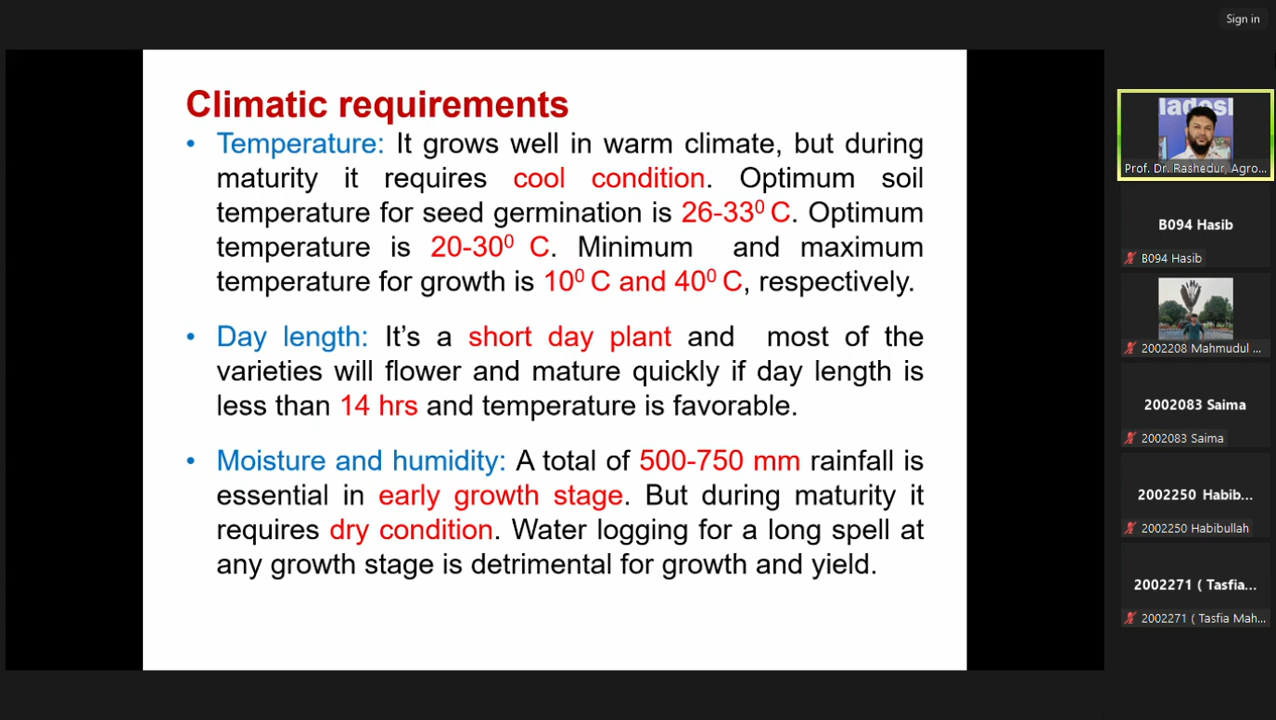 Sign in
Climatic requirements
• Temperature: It grows well in warm climate, but during
maturity it requires cool condition. Optimum soil
temperature for seed germination is 26-33⁰ C. Optimum
temperature is 20-30⁰ C. Minimum and maximum
temperature for growth is 10⁰ C and 40⁰ C, respectively.
• Day length: It's a short day plant and most of the
varieties will flower and mature quickly if day length is
less than 14 hrs and temperature is favorable.
• Moisture and humidity: A total of 500-750 mm rainfall is
essential in early growth stage. But during maturity it
requires dry condition. Water logging for a long spell at
any growth stage is detrimental for growth and yield.
ladesl
Prof. Dr. Rashedur, Agro...
B094 Hasib
B094 Hasib
2002208 Mahmudul ...
2002083 Saima
2002083 Saima
2002250 Habib...
2002250 Habibullah
2002271 ( Tasfia...
2002271 ( Tasfia Mah...